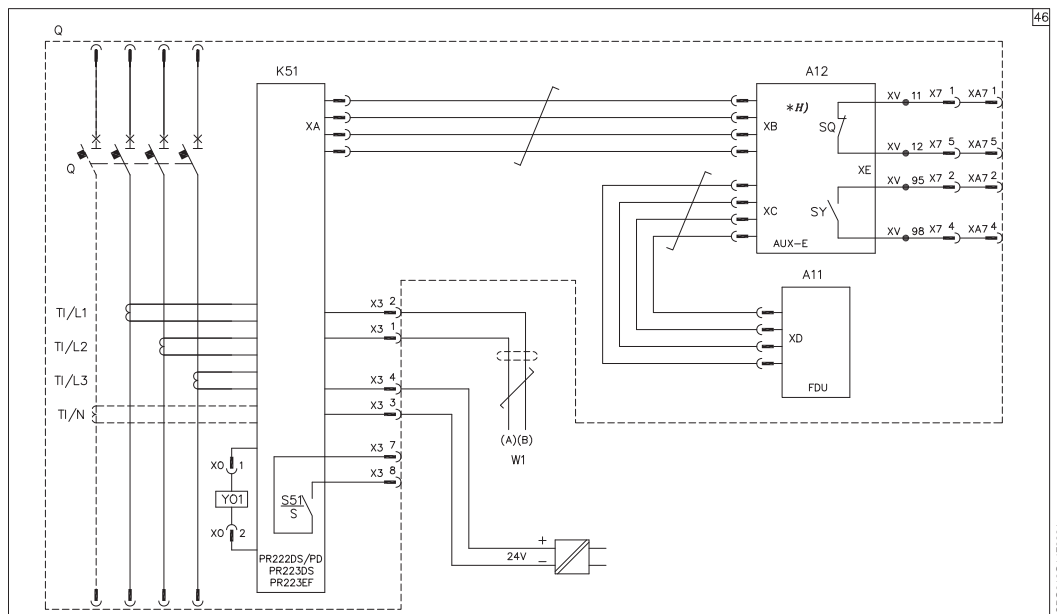 46
Q
K51
A12
XA
XB
*H)
SQ
XV 11 X7 1 XA7 1
XV 12 X7 5 XA7 5
XE
XV 95 X7 2 XA7 2
XC
SY
XV 98 X7 4 XA7 4
AUX-E
Q
A11
XD
FDU
TI/L1
TI/L2
TI/L3
TI/N
X3 2
X3 1
X3 4
X3 3
X3 7
X3 8
(A)(B)
W1
X0 1
Y01
X0 2
S51
S
PR222DS/PD
PR223DS
PR223EF
24V
+
−